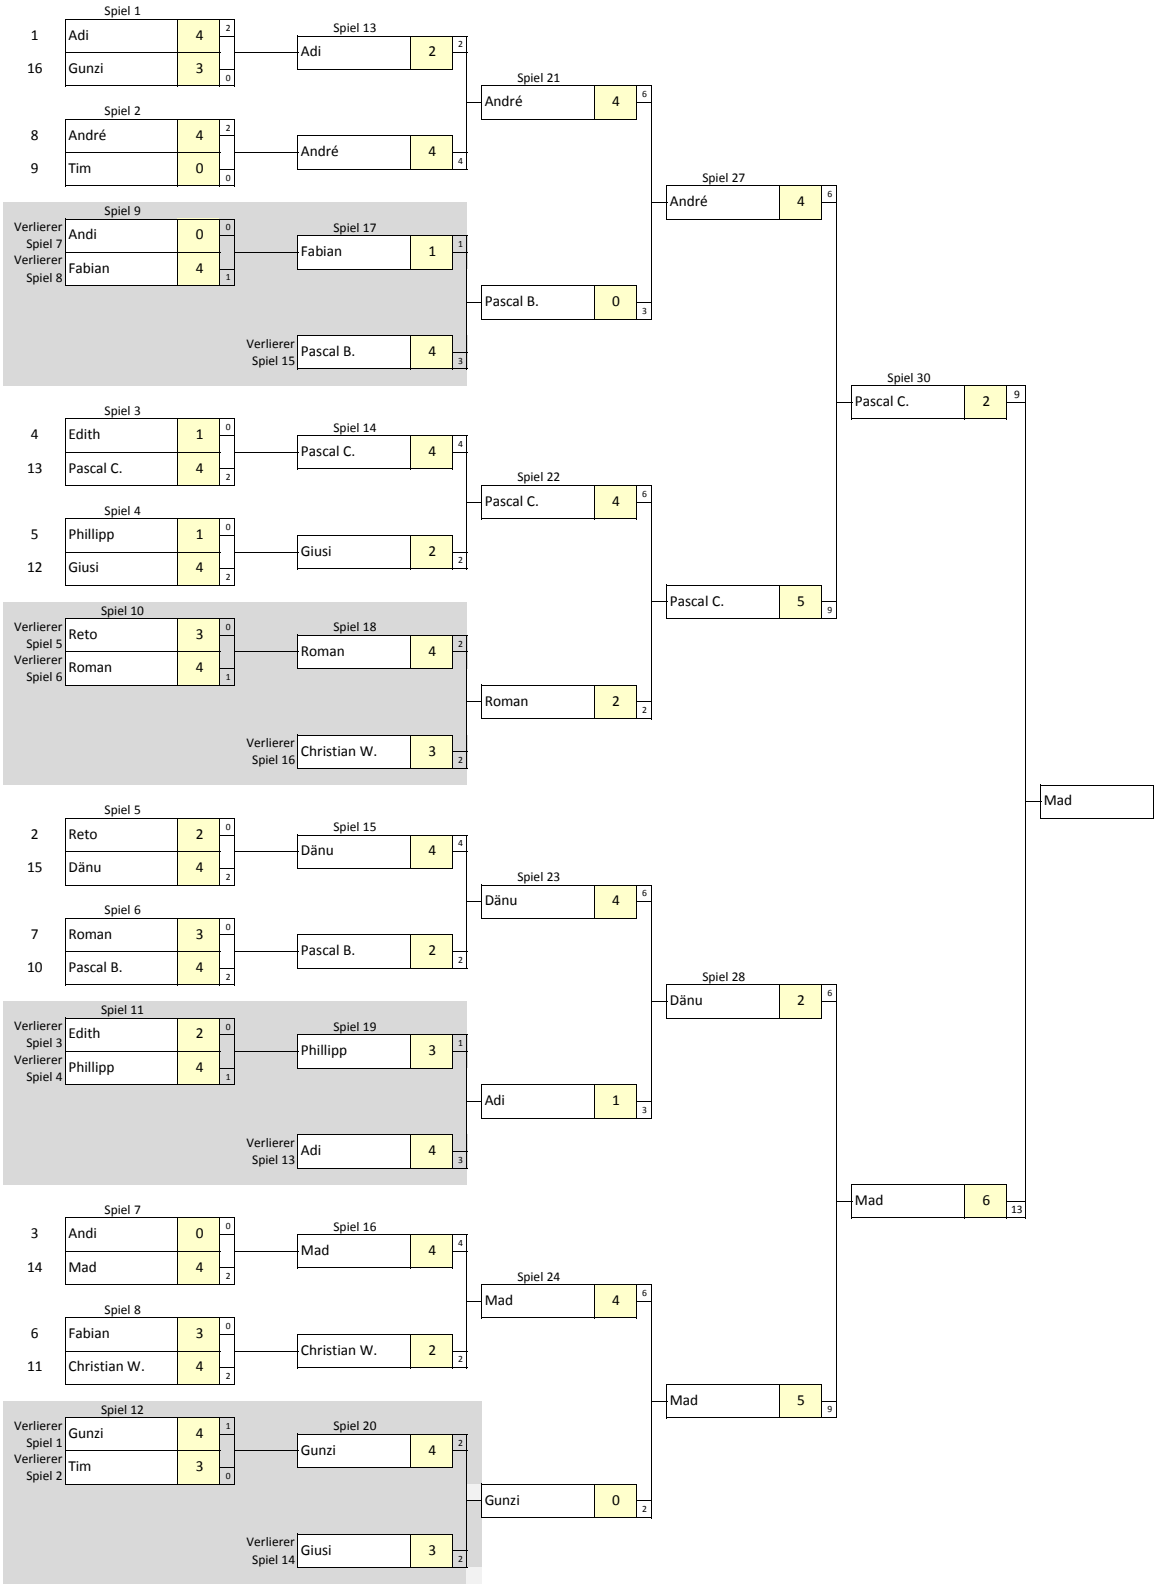 Spiel 1
1 Adi 4 2
16 Gunzi 3 0
Spiel 13
Adi 2 2
Spiel 21
André 4 6
Spiel 2
8 André 4 2
9 Tim 0 0
André 4 4
Spiel 27
André 4 6
Spiel 9
Verlierer
Spiel 7
Andi 0 0
Verlierer
Spiel 8
Fabian 4 1
Spiel 17
Fabian 1 1
Pascal B. 0 3
Verlierer
Spiel 15
Pascal B. 4 3
Spiel 30
Pascal C. 2 9
Spiel 3
4 Edith 1 0
13 Pascal C. 4 2
Spiel 14
Pascal C. 4 4
Spiel 22
Pascal C. 4 6
Spiel 4
5 Phillipp 1 0
12 Giusi 4 2
Giusi 2 2
Pascal C. 5 9
Spiel 10
Verlierer
Spiel 5
Reto 3 0
Verlierer
Spiel 6
Roman 4 1
Spiel 18
Roman 4 2
Roman 2 2
Verlierer
Spiel 16
Christian W. 3 2
Mad
Spiel 5
2 Reto 2 0
15 Dänu 4 2
Spiel 15
Dänu 4 4
Spiel 23
Dänu 4 6
Spiel 6
7 Roman 3 0
10 Pascal B. 4 2
Pascal B. 2 2
Spiel 28
Dänu 2 6
Spiel 11
Verlierer
Spiel 3
Edith 2 0
Verlierer
Spiel 4
Phillipp 4 1
Spiel 19
Phillipp 3 1
Adi 1 3
Verlierer
Spiel 13
Adi 4 3
Mad 6 13
Spiel 7
3 Andi 0 0
14 Mad 4 2
Spiel 16
Mad 4 4
Spiel 24
Mad 4 6
Spiel 8
6 Fabian 3 0
11 Christian W. 4 2
Christian W. 2 2
Mad 5 9
Spiel 12
Verlierer
Spiel 1
Gunzi 4 1
Verlierer
Spiel 2
Tim 3 0
Spiel 20
Gunzi 4 2
Gunzi 0 2
Verlierer
Spiel 14
Giusi 3 2